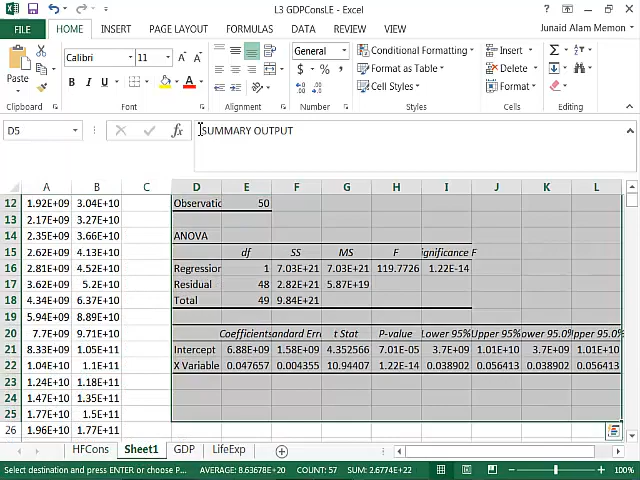 L3 GDPConsLE - Excel
FILE HOME INSERT PAGE OUTPUT FORMULAS DATA REVIEW VIEW Junaid Alam Memon
Paste Calibri 11 General Conditional Formatting Insert
Format as Table Delete
Cell Styles Format
Clipboard Font Alignment Number Styles Cells Editing
D5 fx SUMMARY OUTPUT
A B C D E F G H I J K L
12 1.92E+09 3.04E+10 Observatic 50
13 2.17E+09 3.27E+10
14 2.35E+09 3.66E+10 ANOVA
15 2.62E+09 4.13E+10 df SS MS F ignificance F
16 2.81E+09 4.52E+10 Regression 1 7.03E+21 7.03E+21 119.7726 1.22E-14
17 3.62E+09 5.2E+10 Residual 48 2.82E+21 5.87E+19
18 4.34E+09 6.37E+10 Total 49 9.84E+21
19 5.94E+09 8.89E+10
20 7.7E+09 9.71E+10 Coefficients andard Erro t Stat P-value Lower 95% Upper 95% ower 95.0% Upper 95.0%
21 8.33E+09 1.05E+11 Intercept 6.88E+09 1.58E+09 4.352566 7.01E-05 3.7E+09 1.01E+10 3.7E+09 1.01E+10
22 1.04E+10 1.1E+11 X Variable 0.047657 0.004355 10.94407 1.22E-14 0.038902 0.056413 0.038902 0.056413
23 1.24E+10 1.18E+11
24 1.47E+10 1.35E+11
25 1.77E+10 1.5E+11
26 1.96E+10 1.77E+11
HFCons Sheet1 GDP LifeExp
Select destination and press ENTER or choose P... AVERAGE: 8.63678E+20 COUNT: 57 SUM: 2.6774E+22 100%